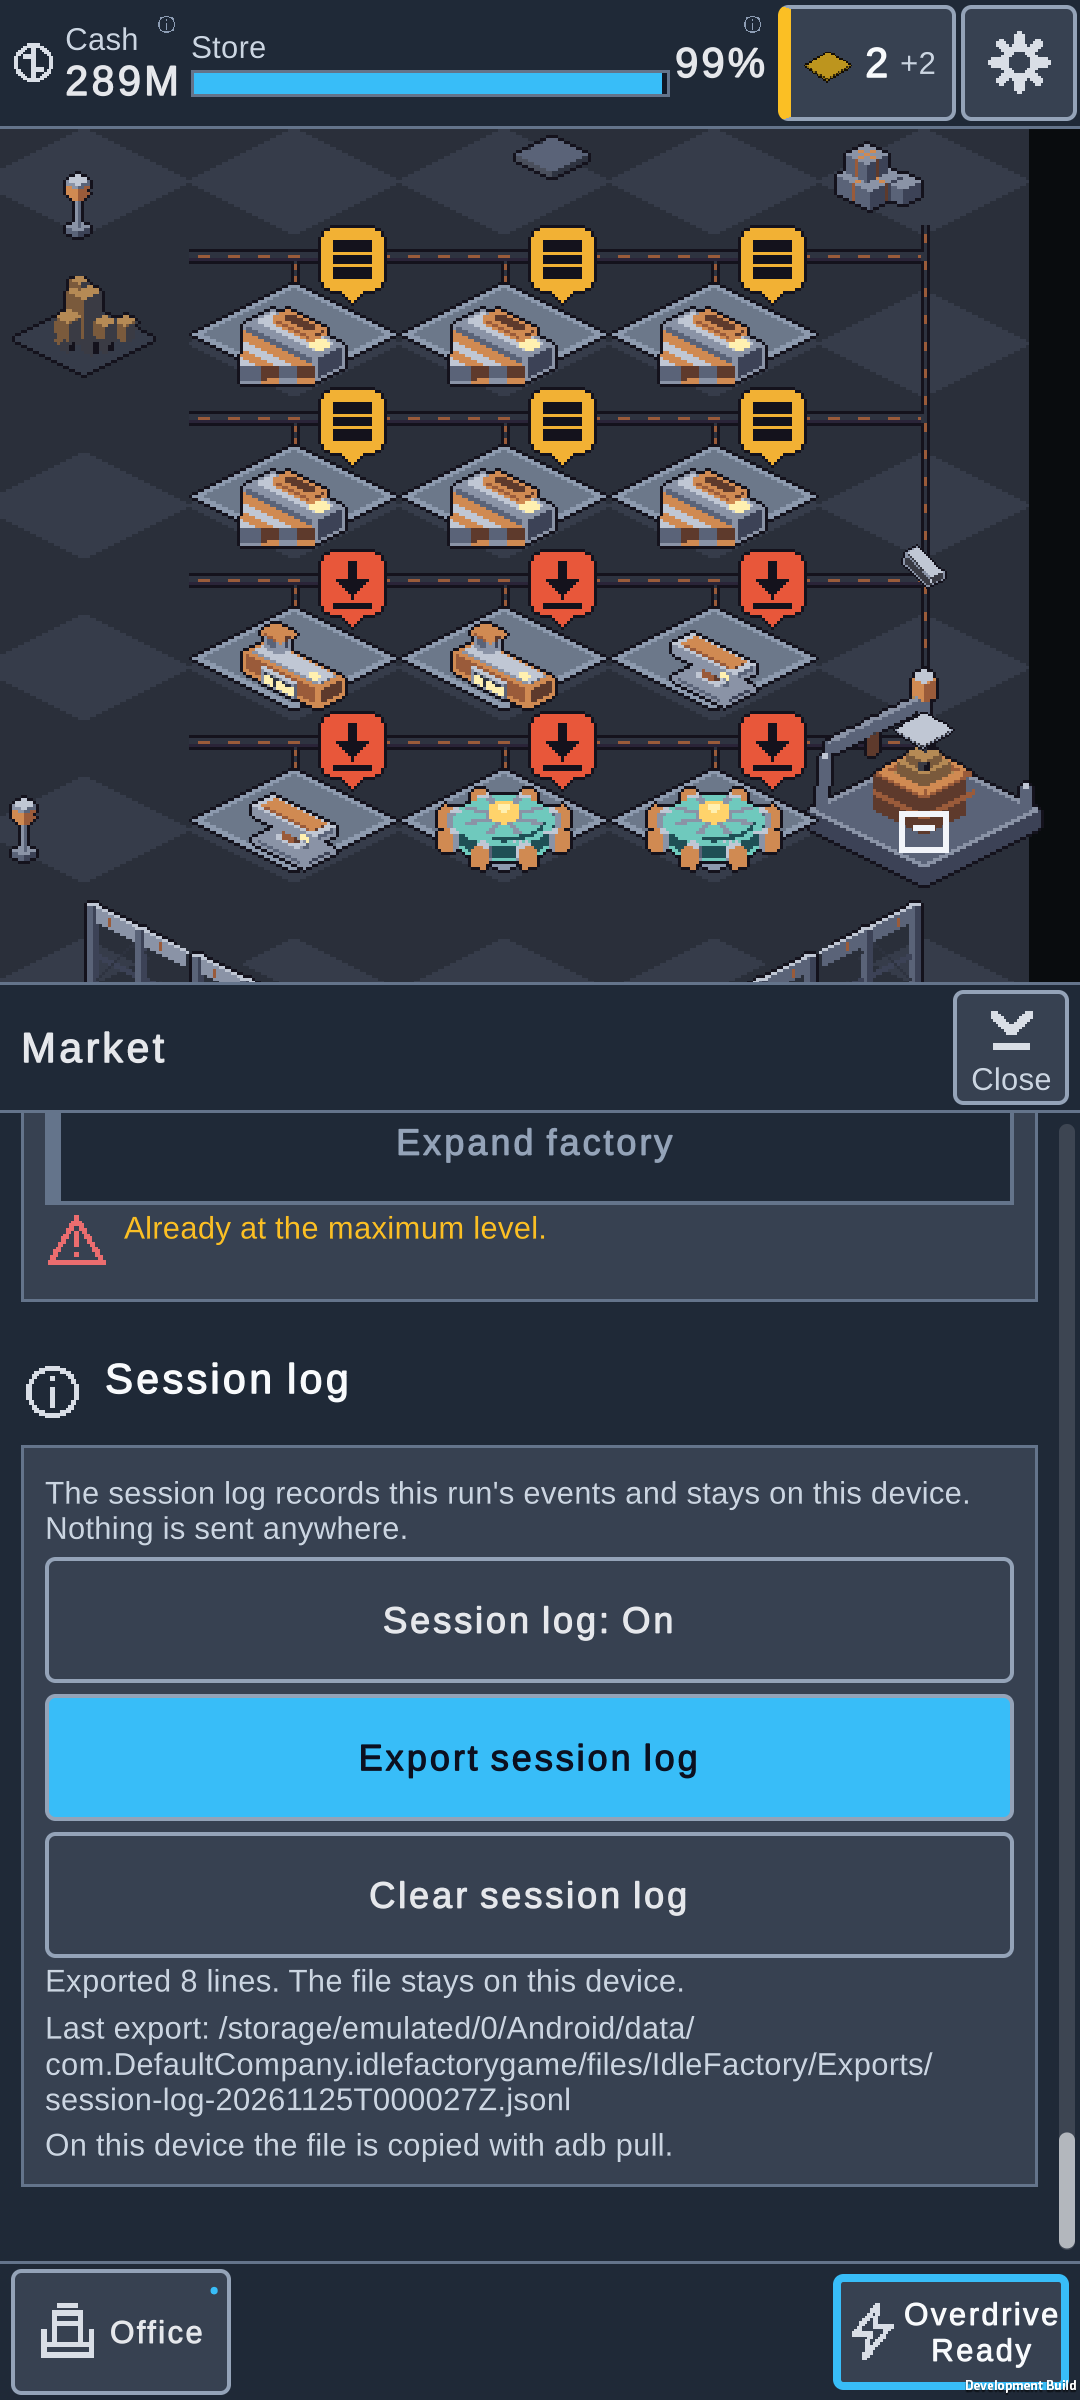 Cash
289M
Store
99%
2 +2
Market
Close
Expand factory
Already at the maximum level.
Session log
The session log records this run's events and stays on this device.
Nothing is sent anywhere.
Session log: On
Export session log
Clear session log
Exported 8 lines. The file stays on this device.
Last export: /storage/emulated/0/Android/data/
com.DefaultCompany.idlefactorygame/files/IdleFactory/Exports/
session-log-20261125T000027Z.jsonl
On this device the file is copied with adb pull.
Office
Overdrive
Ready
Development Build